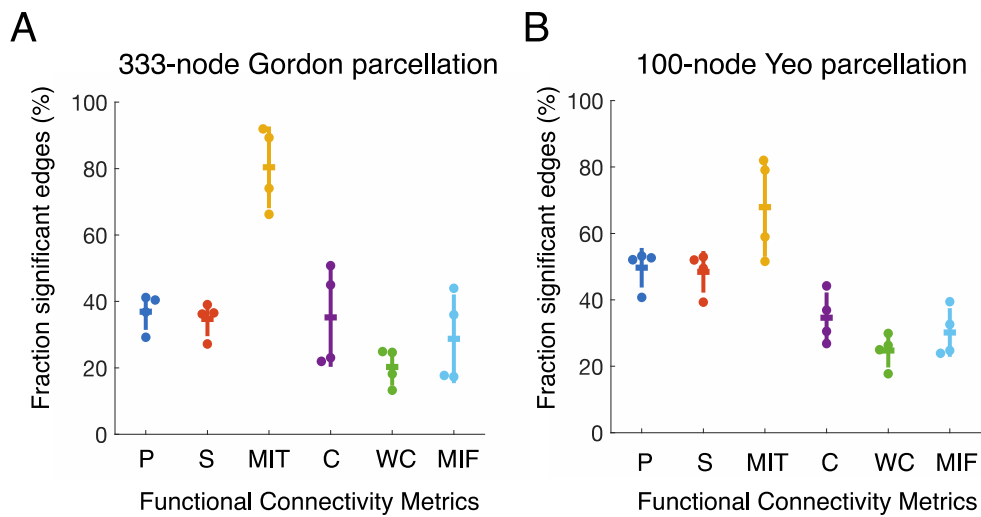 A
333-node Gordon parcellation
Fraction significant edges (%)
100
80
60
40
20
0
P S MIT C WC MIF
Functional Connectivity Metrics
B
100-node Yeo parcellation
Fraction significant edges (%)
100
80
60
40
20
0
P S MIT C WC MIF
Functional Connectivity Metrics